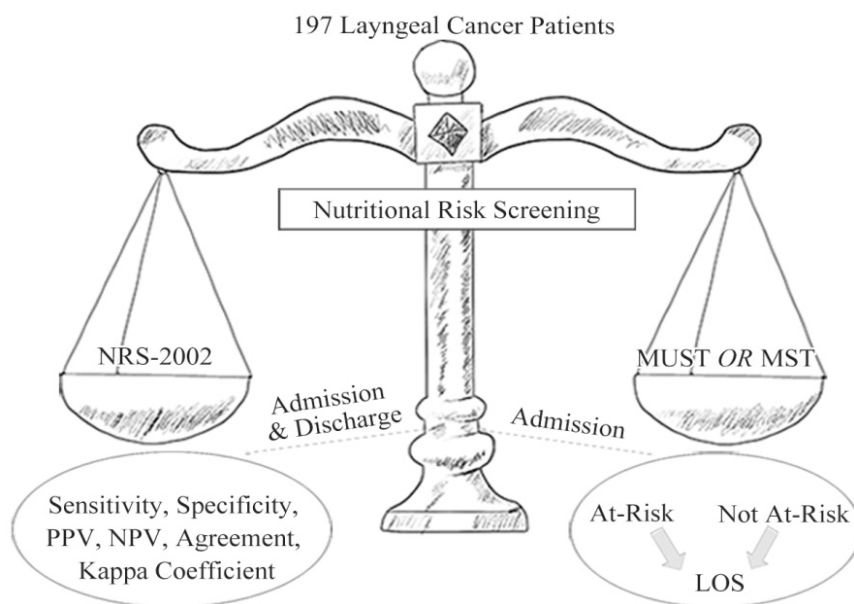 197 Layngeal Cancer Patients
Nutritional Risk Screening
NRS-2002
MUST OR MST
Admission
& Discharge
Admission
Sensitivity, Specificity,
PPV, NPV, Agreement,
Kappa Coefficient
At-Risk
Not At-Risk
LOS